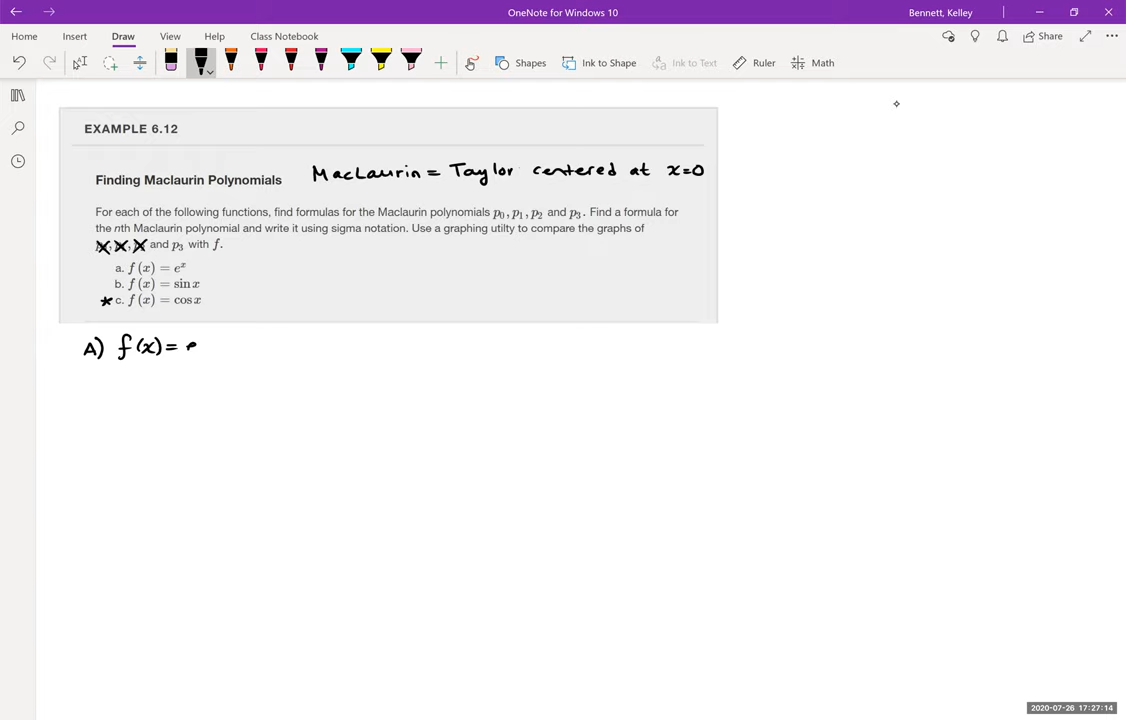 OneNote for Windows 10
Bennett, Kelley
Home Insert Draw View Help Class Notebook
Share
Shapes Ink to Shape Ink to Text Ruler Math
EXAMPLE 6.12
Finding Maclaurin Polynomials
MacLaurin = Taylor centered at x=0
For each of the following functions, find formulas for the Maclaurin polynomials p₀, p₁, p₂ and p₃. Find a formula for
the nth Maclaurin polynomial and write it using sigma notation. Use a graphing utilty to compare the graphs of
and p₃ with f.
a. f (x) = eˣ
b. f (x) = sin x
* c. f (x) = cos x
A) f(x)=
2020-07-26 17:27:14